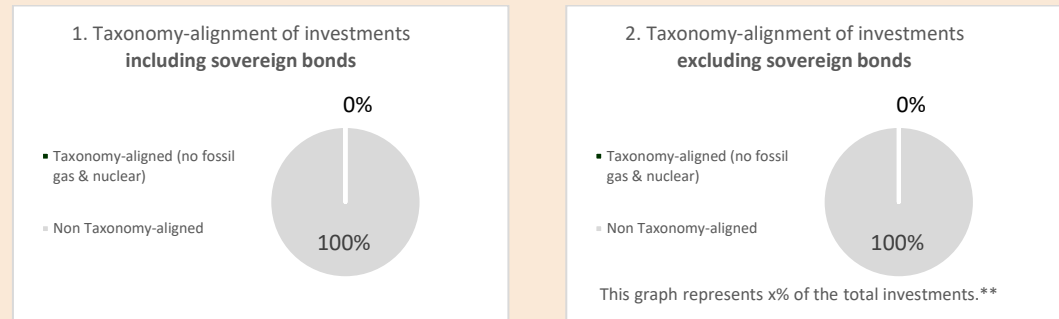 1. Taxonomy-alignment of investments
including sovereign bonds
0%
Taxonomy-aligned (no fossil
gas & nuclear)
Non Taxonomy-aligned
100%
2. Taxonomy-alignment of investments
excluding sovereign bonds
0%
Taxonomy-aligned (no fossil
gas & nuclear)
Non Taxonomy-aligned
100%
This graph represents x% of the total investments.**